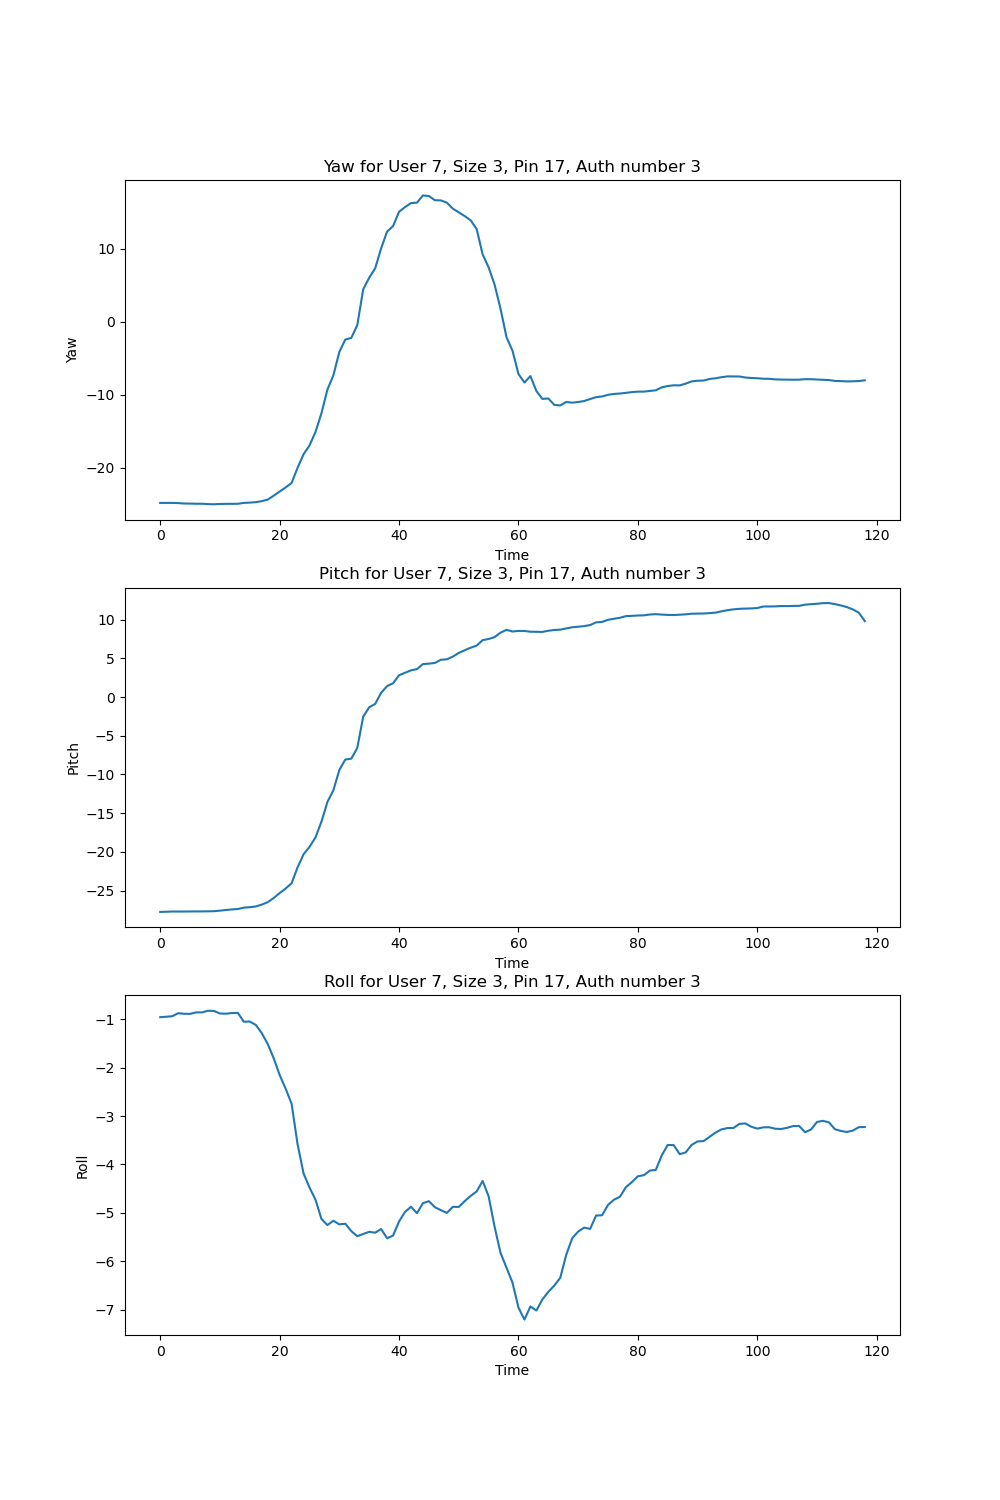 Yaw for User 7, Size 3, Pin 17, Auth number 3
10
0
−10
−20
Yaw
0 20 40 60 80 100 120
Time
Pitch for User 7, Size 3, Pin 17, Auth number 3
10
5
0
−5
−10
−15
−20
−25
Pitch
0 20 40 60 80 100 120
Time
Roll for User 7, Size 3, Pin 17, Auth number 3
−1
−2
−3
−4
−5
−6
−7
Roll
0 20 40 60 80 100 120
Time